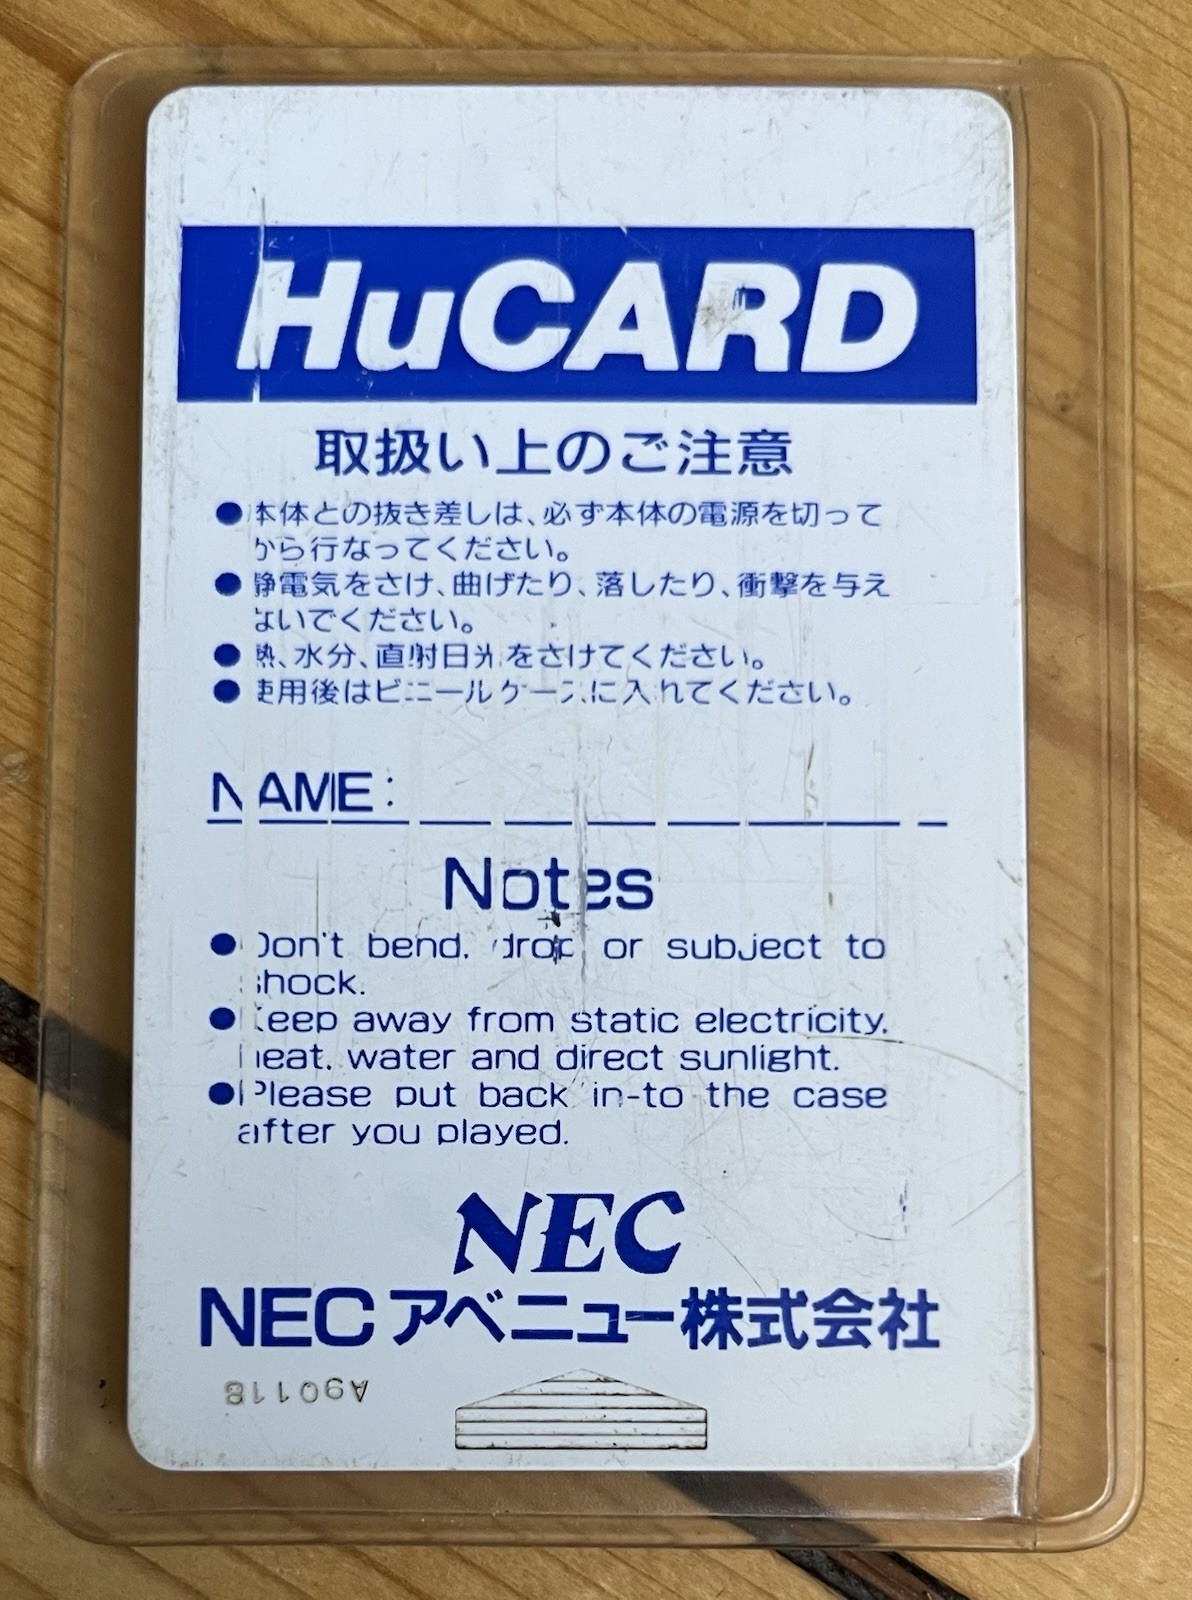 HuCARD
取扱い上のご注意
●本体との抜き差しは、必ず本体の電源を切って
から行なってください。
●静電気をさけ、曲げたり、落したり、衝撃を与え
ないでください。
●熱、水分、直射日光をさけてください。
●使用後はビニールケースに入れてください。
NAME:
Notes
●Don't bend, drop or subject to
shock.
●Keep away from static electricity,
heat, water and direct sunlight.
●Please put back in-to the case
after you played.
NEC
NECアベニュー株式会社
A90118